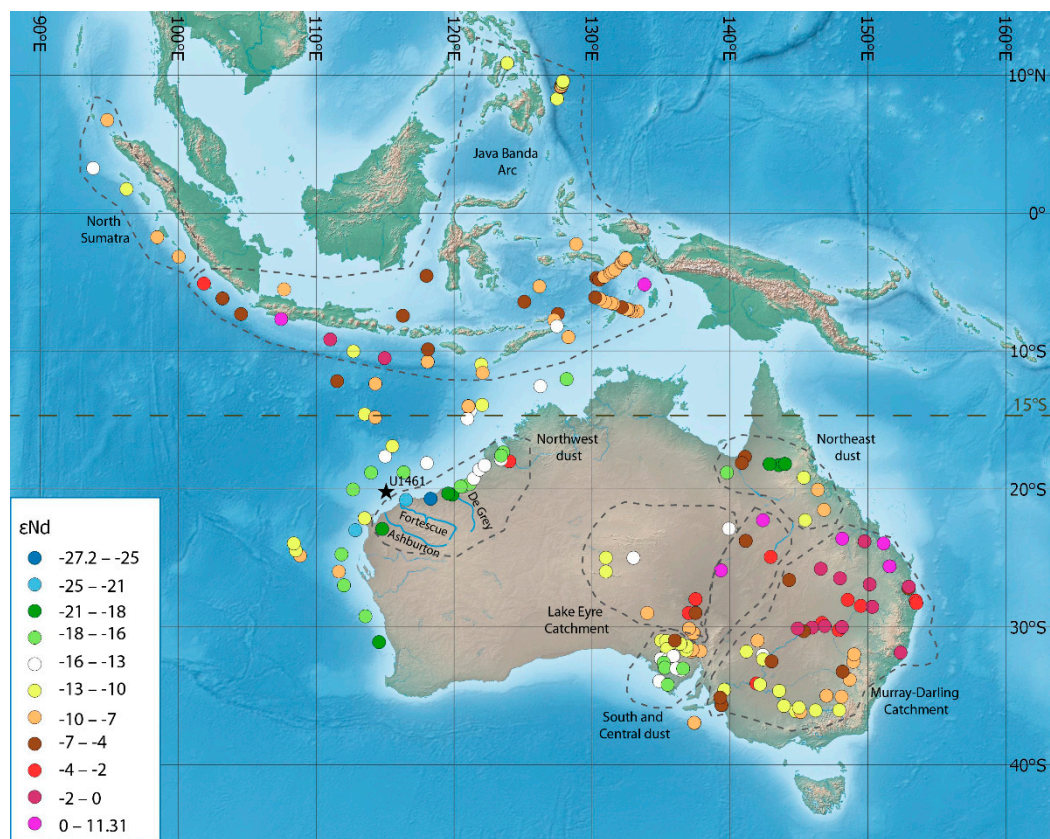 90°E
100°E
110°E
120°E
130°E
140°E
150°E
160°E
10°N
Java Banda
Arc
0°
North
Sumatra
10°S
15°S
Northwest
dust
Northeast
dust
U1461
20°S
De Grey
Fortescue
Ashburton
εNd
-27.2 – -25
-25 – -21
-21 – -18
-18 – -16
-16 – -13
-13 – -10
-10 – -7
-7 – -4
-4 – -2
-2 – 0
0 – 11.31
Lake Eyre
Catchment
30°S
South and
Central dust
Murray-Darling
Catchment
40°S